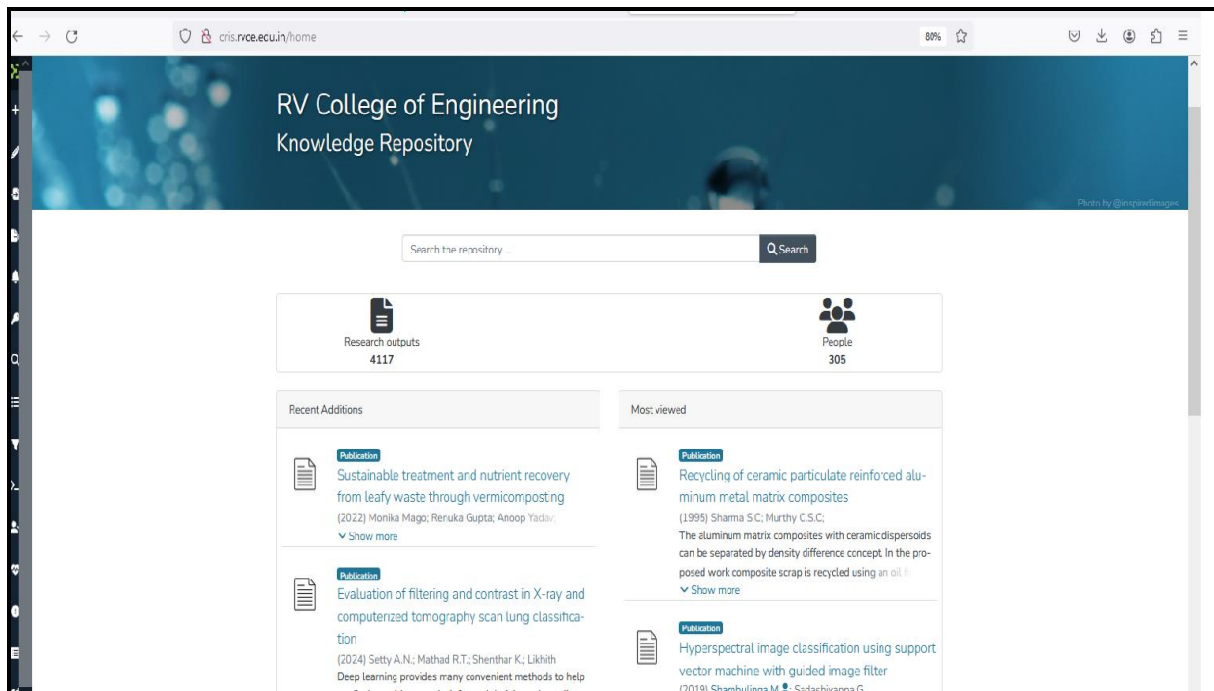 cris.rvce.ecu.in/home
80%
RV College of Engineering
Knowledge Repository
Photo by @inspiredimages
Search the repository ...
Search
Research outputs
4117
People
305
Recent Additions
Publication
Sustainable treatment and nutrient recovery
from leafy waste through vermicomposting
(2022) Monika Mago; Renuka Gupta; Anoop Yadav;
Show more
Publication
Evaluation of filtering and contrast in X-ray and
computerized tomography scan lung classifica-
tion
(2024) Setty A.N.; Mathad R.T.; Shenthar K.; Likhith
Deep learning provides many convenient methods to help
Most viewed
Publication
Recycling of ceramic particulate reinforced alu-
minum metal matrix composites
(1995) Sharma S.C; Murthy C.S.C;
The aluminum matrix composites with ceramic dispersoids
can be separated by density difference concept. In the pro-
posed work composite scrap is recycled using an oil
Show more
Publication
Hyperspectral image classification using support
vector machine with guided image filter
(2019) Shambulinga M; Sadashivappa G.